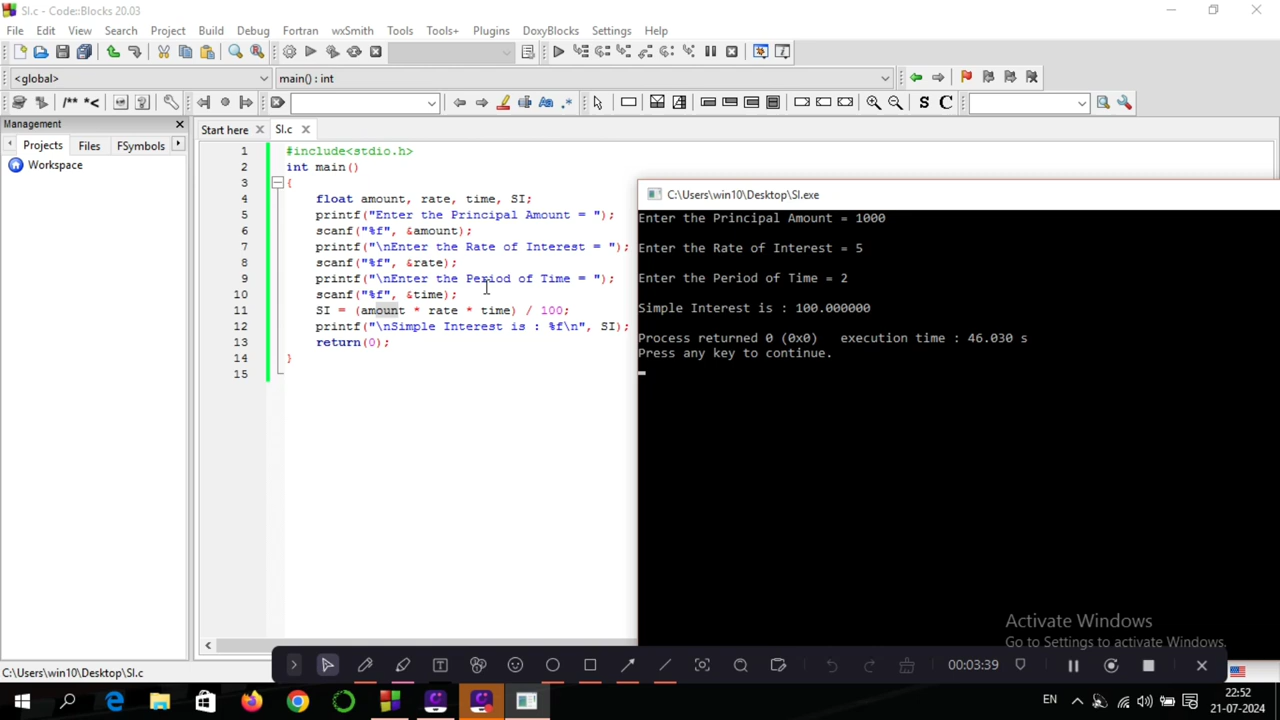 SI.c - Code::Blocks 20.03
File Edit View Search Project Build Debug Fortran wxSmith Tools Tools+ Plugins DoxyBlocks Settings Help
<global> main() : int
/** *< Aa .* S C
Management
Projects Files FSymbols
Workspace
Start here SI.c
1 #include<stdio.h>
2 int main()
3 {
4 float amount, rate, time, SI;
5 printf("Enter the Principal Amount = ");
6 scanf("%f", &amount);
7 printf("\nEnter the Rate of Interest = ");
8 scanf("%f", &rate);
9 printf("\nEnter the Period of Time = ");
10 scanf("%f", &time);
11 SI = (amount * rate * time) / 100;
12 printf("\nSimple Interest is : %f\n", SI);
13 return(0);
14 }
15
C:\Users\win10\Desktop\SI.exe
Enter the Principal Amount = 1000
Enter the Rate of Interest = 5
Enter the Period of Time = 2
Simple Interest is : 100.000000
Process returned 0 (0x0) execution time : 46.030 s
Press any key to continue.
Activate Windows
Go to Settings to activate Windows.
C:\Users\win10\Desktop\SI.c
00:03:39
EN
22:52
21-07-2024